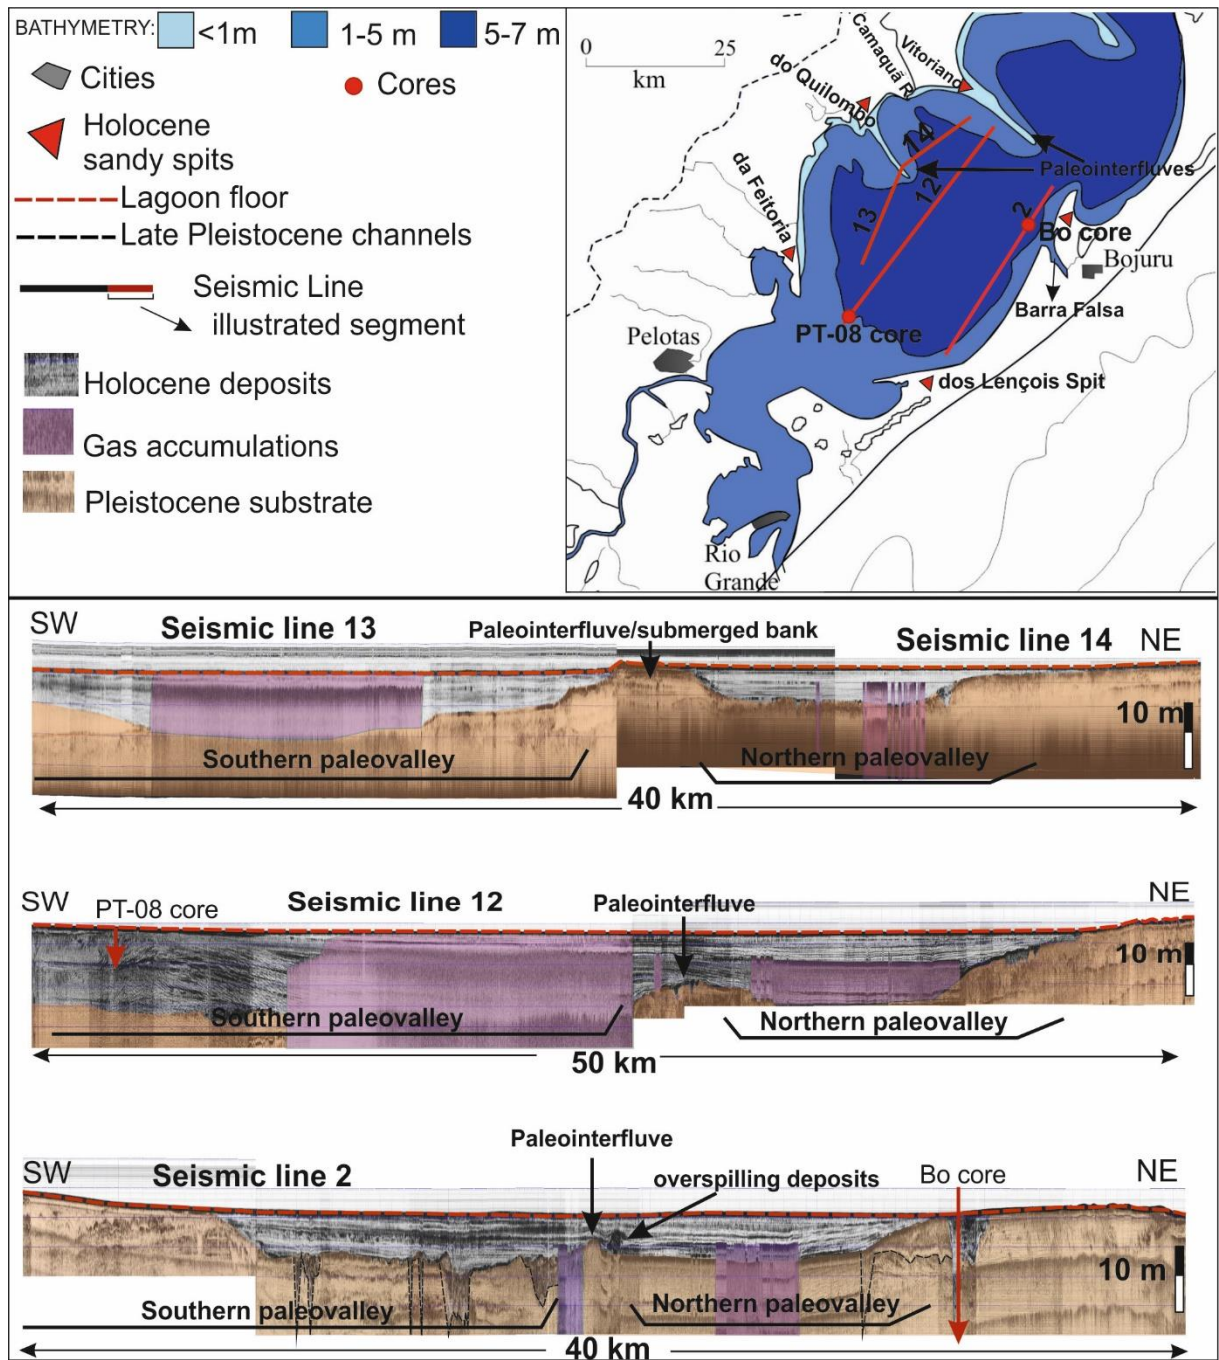 BATHYMETRY: <1m 1-5 m 5-7 m
Cities
Cores
Holocene
sandy spits
Lagoon floor
Late Pleistocene channels
Seismic Line
illustrated segment
Holocene deposits
Gas accumulations
Pleistocene substrate
0 25
km
do Quilombo
Camaquã R
Vitoriano
da Feitoria
14
12
13
2
Paleointerfluves
Bo core
Bojuru
Barra Falsa
PT-08 core
Pelotas
dos Lençois Spit
Rio
Grande
SW Seismic line 13 Paleointerfluve/submerged bank Seismic line 14 NE
10 m
Southern paleovalley Northern paleovalley
40 km
SW PT-08 core Seismic line 12 Paleointerfluve NE
10 m
Southern paleovalley Northern paleovalley
50 km
Paleointerfluve
SW Seismic line 2 overspilling deposits Bo core NE
10 m
Southern paleovalley Northern paleovalley
40 km